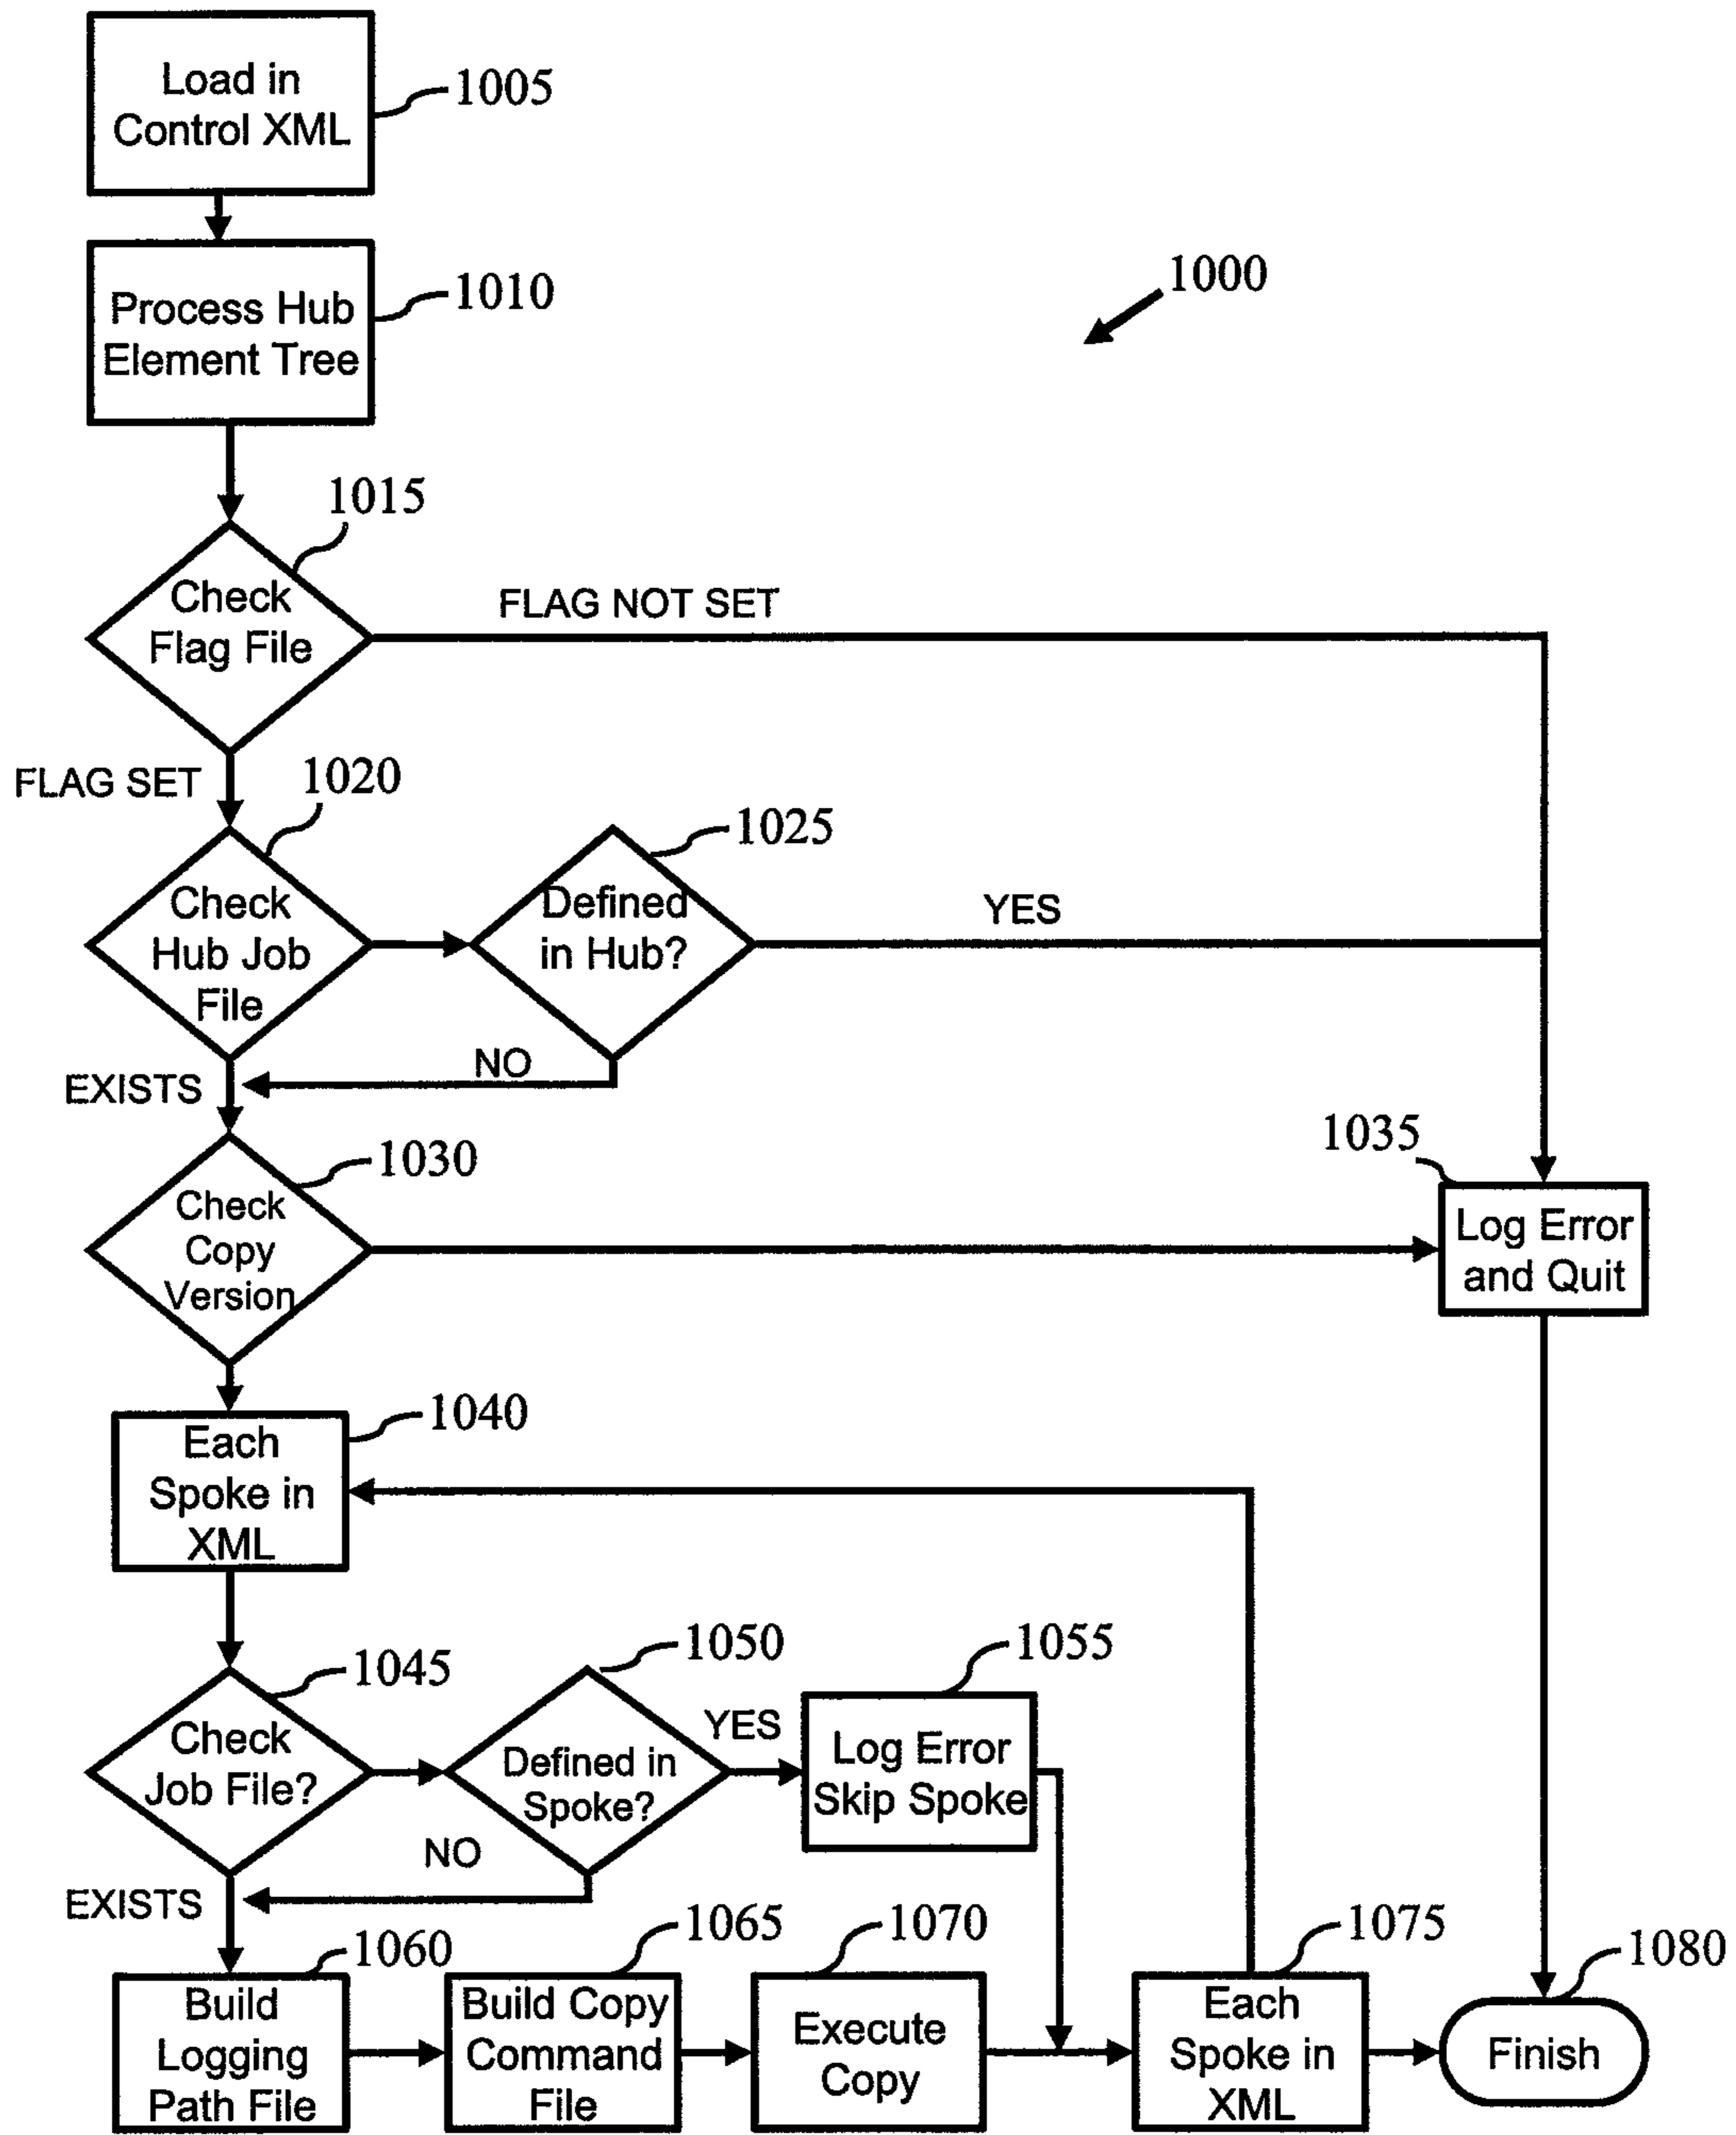 Load in
Control XML
1005
Process Hub
Element Tree
1010
1000
1015
Check
Flag File
FLAG NOT SET
FLAG SET
1020
Check
Hub Job
File
1025
Defined
in Hub?
YES
NO
EXISTS
1030
Check
Copy
Version
1035
Log Error
and Quit
1040
Each
Spoke in
XML
1045
Check
Job File?
1050
Defined in
Spoke?
YES
1055
Log Error
Skip Spoke
NO
EXISTS
1060
Build
Logging
Path File
1065
Build Copy
Command
File
1070
Execute
Copy
1075
Each
Spoke in
XML
1080
Finish